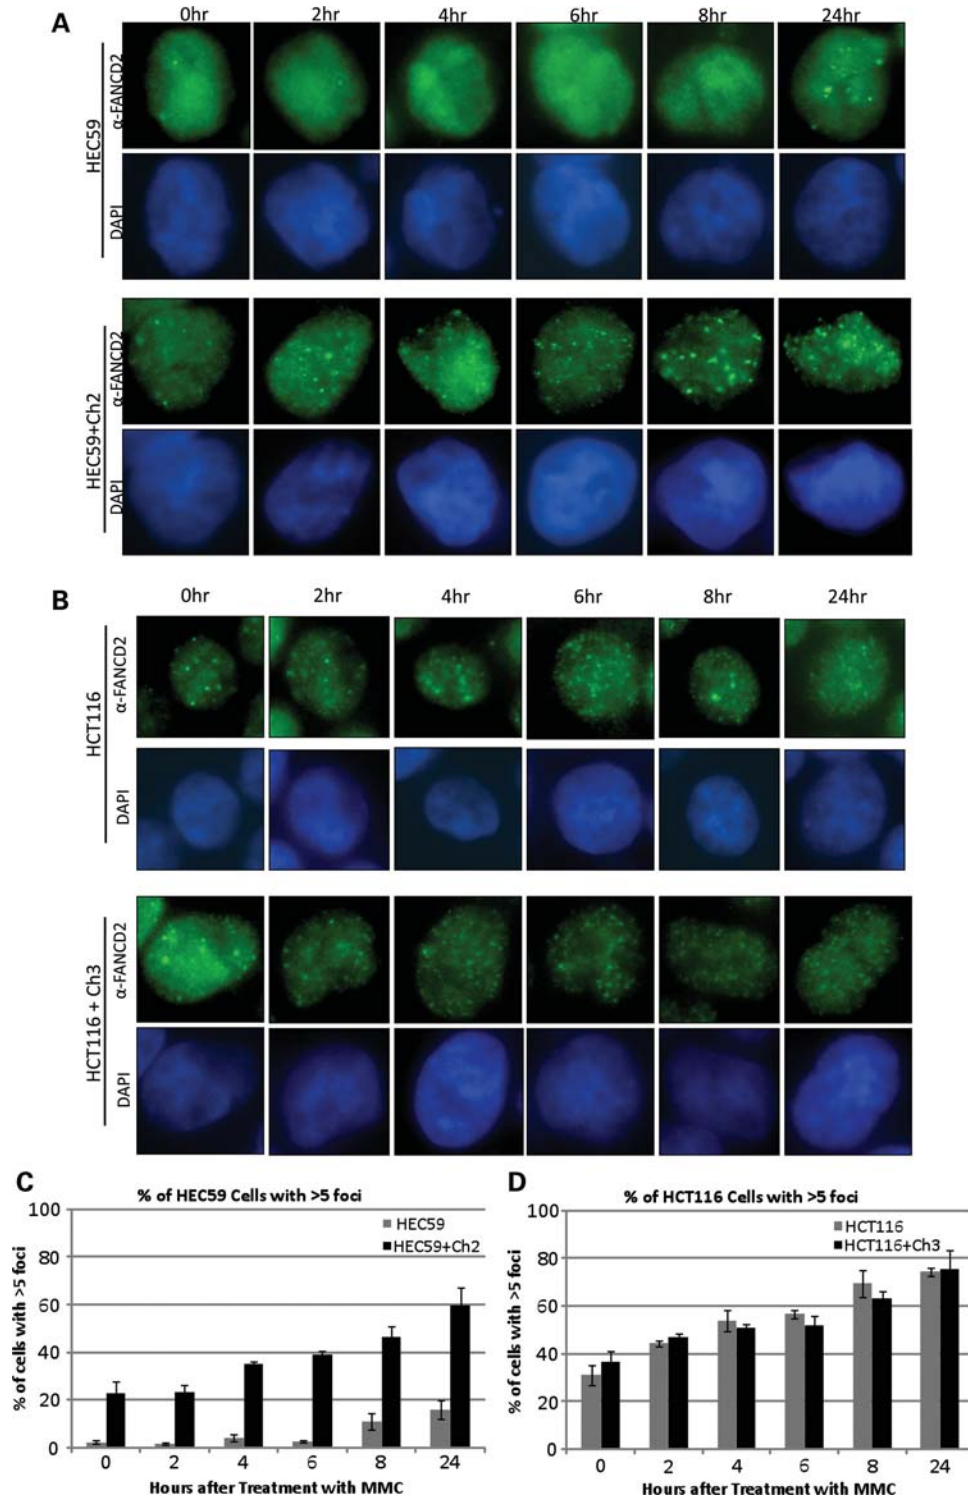 A
0hr 2hr 4hr 6hr 8hr 24hr
HEC59
α-FANCD2
DAPI
HEC59+Ch2
α-FANCD2
DAPI
B
0hr 2hr 4hr 6hr 8hr 24hr
HCT116
α-FANCD2
DAPI
HCT116 + Ch3
α-FANCD2
DAPI
C
% of HEC59 Cells with >5 foci
HEC59
HEC59+Ch2
% of cells with >5 foci
100
80
60
40
20
0
0 2 4 6 8 24
Hours after Treatment with MMC
D
% of HCT116 Cells with >5 foci
HCT116
HCT116+Ch3
% of cells with >5 foci
100
80
60
40
20
0
0 2 4 6 8 24
Hours after Treatment with MMC